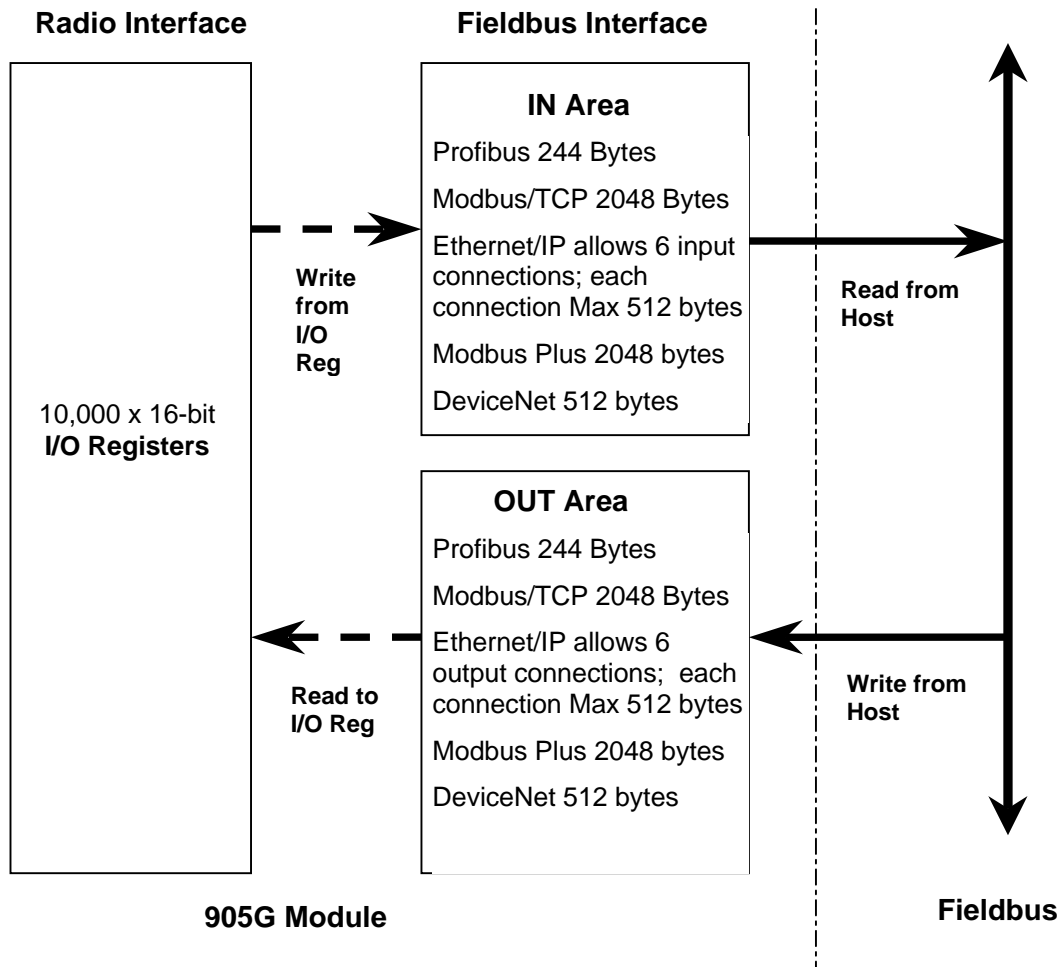 Radio Interface
Fieldbus Interface
IN Area
Profibus 244 Bytes
Modbus/TCP 2048 Bytes
Ethernet/IP allows 6 input
connections; each
connection Max 512 bytes
Modbus Plus 2048 bytes
DeviceNet 512 bytes
Write
from
I/O
Reg
Read from
Host
10,000 x 16-bit
I/O Registers
OUT Area
Profibus 244 Bytes
Modbus/TCP 2048 Bytes
Ethernet/IP allows 6
output connections;  each
connection Max 512 bytes
Modbus Plus 2048 bytes
DeviceNet 512 bytes
Read to
I/O Reg
Write from
Host
905G Module
Fieldbus